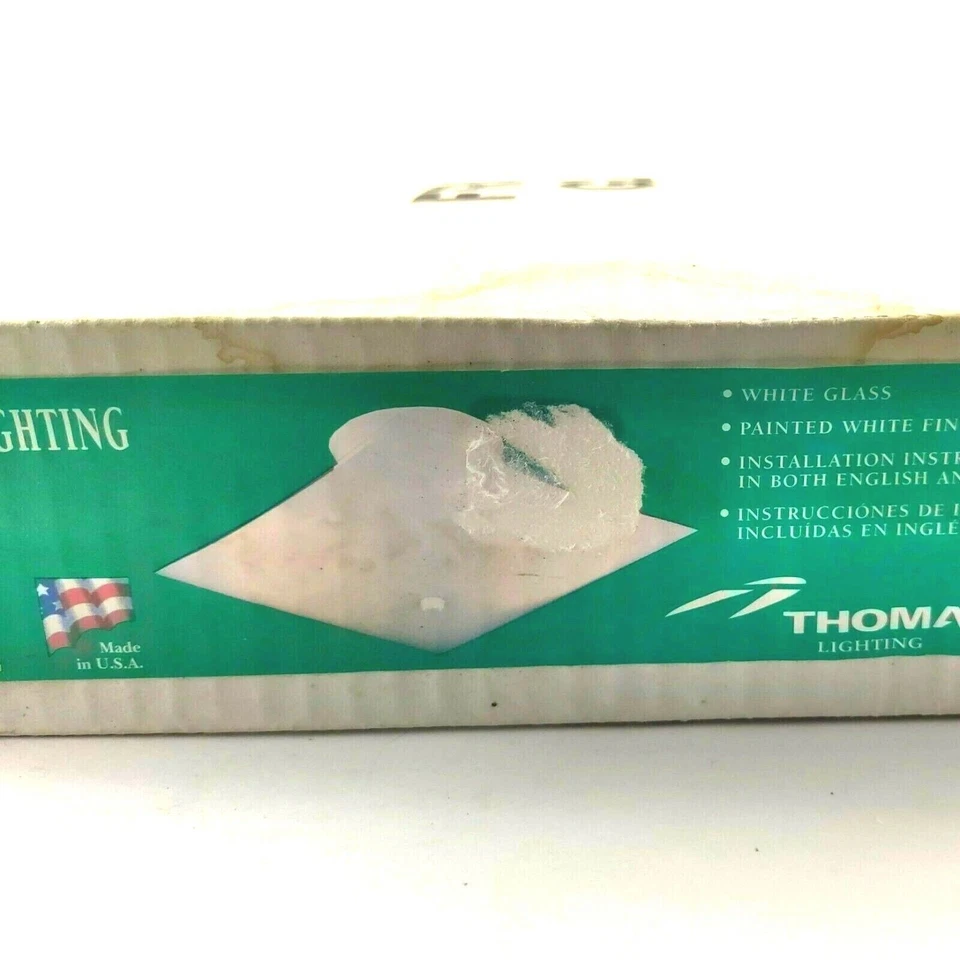 GHTING
• WHITE GLASS
• PAINTED WHITE FIN
• INSTALLATION INSTR
IN BOTH ENGLISH AN
• INSTRUCCIÓNES DE I
INCLUÍDAS EN INGLÉ
Made
in U.S.A.
THOMA
LIGHTING